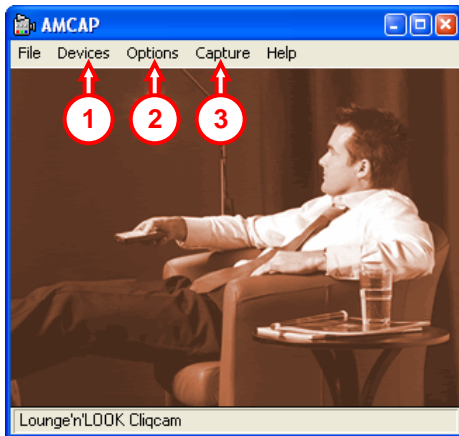 AMCAP
File Devices Options Capture Help
1 2 3
Lounge'n'LOOK Cliqcam